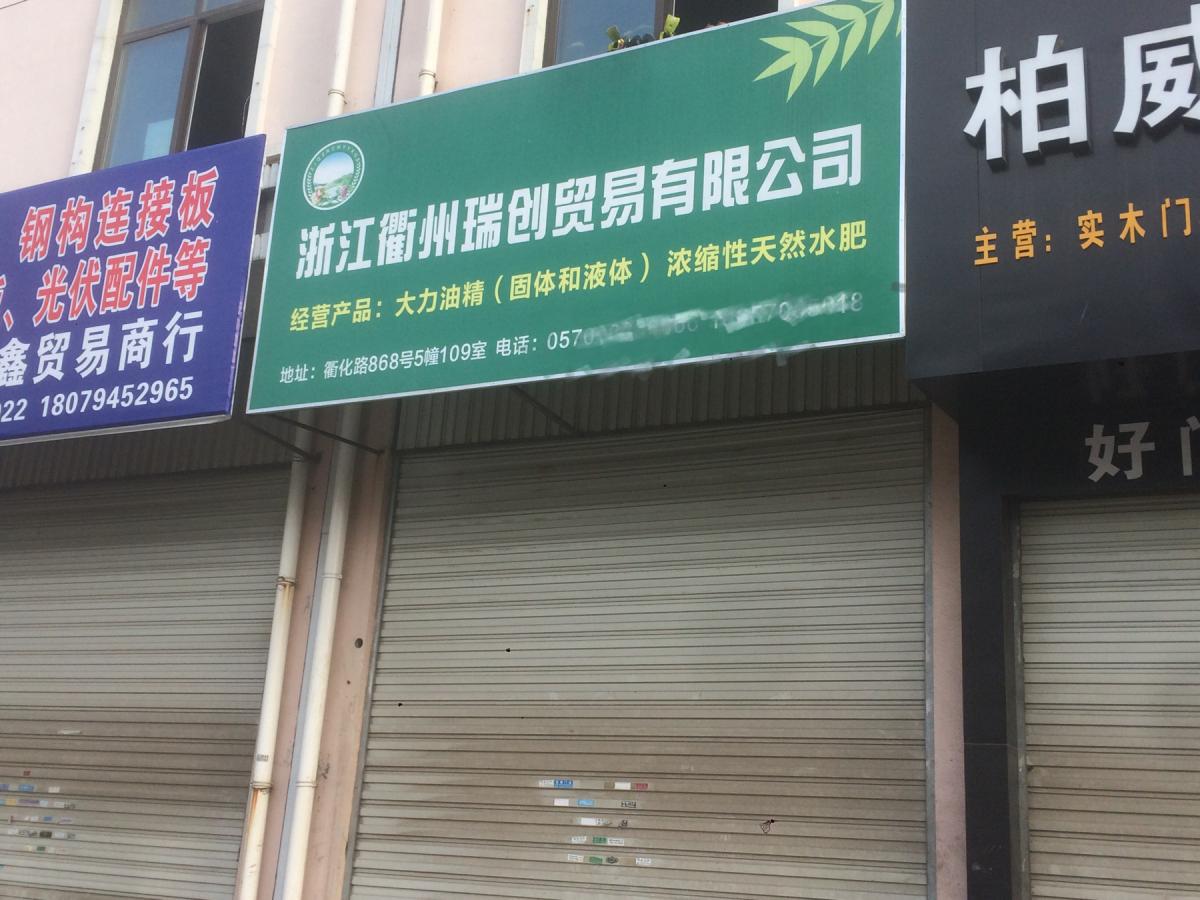 钢构连接板
、光伏配件等
鑫贸易商行
022 18079452965
浙江衢州瑞创贸易有限公司
经营产品：大力油精（固体和液体）浓缩性天然水肥
地址：衢化路868号5幢109室 电话：057
柏威
主营：实木门
好门